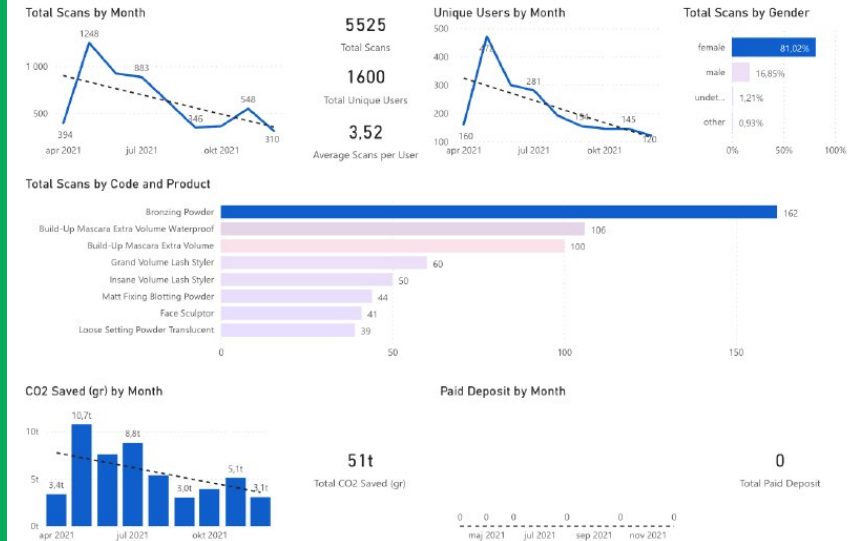 Total Scans by Month
1248
1 000
883
548
500
394
346
310
apr 2021
jul 2021
okt 2021
5525
Total Scans
1600
Total Unique Users
3,52
Average Scans per User
Unique Users by Month
500
400
300
200
100
160
281
145
120
apr 2021
jul 2021
okt 2021
Total Scans by Gender
female 81,02%
male 16,85%
undet... 1,21%
other 0,93%
0% 50% 100%
Total Scans by Code and Product
Bronzing Powder 162
Build-Up Mascara Extra Volume Waterproof 106
Build-Up Mascara Extra Volume 100
Grand Volume Lash Styler 60
Insane Volume Lash Styler 50
Matt Fixing Blotting Powder 44
Face Sculptor 41
Loose Setting Powder Translucent 39
0 50 100 150
CO2 Saved (gr) by Month
10t
5t
0t
3,4t
10,7t
8,8t
3,0t
5,1t
3,1t
apr 2021
jul 2021
okt 2021
51t
Total CO2 Saved (gr)
Paid Deposit by Month
0 0 0 0 0 0
maj 2021 jul 2021 sep 2021 nov 2021
0
Total Paid Deposit